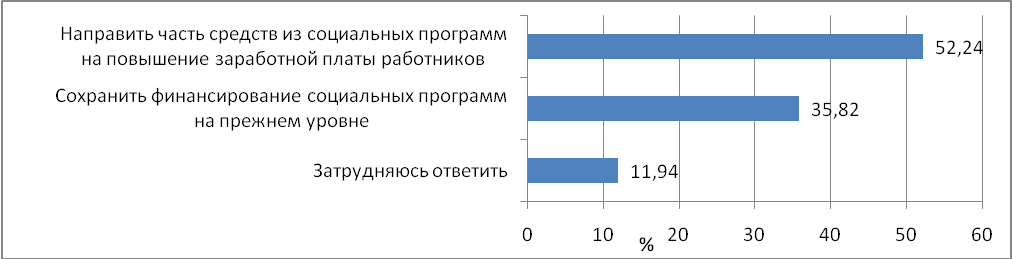 Направить часть средств из социальных программ
на повышение заработной платы работников
52,24
Сохранить финансирование социальных программ
на прежнем уровне
35,82
Затрудняюсь ответить
11,94
0 10 20 30 40 50 60
%